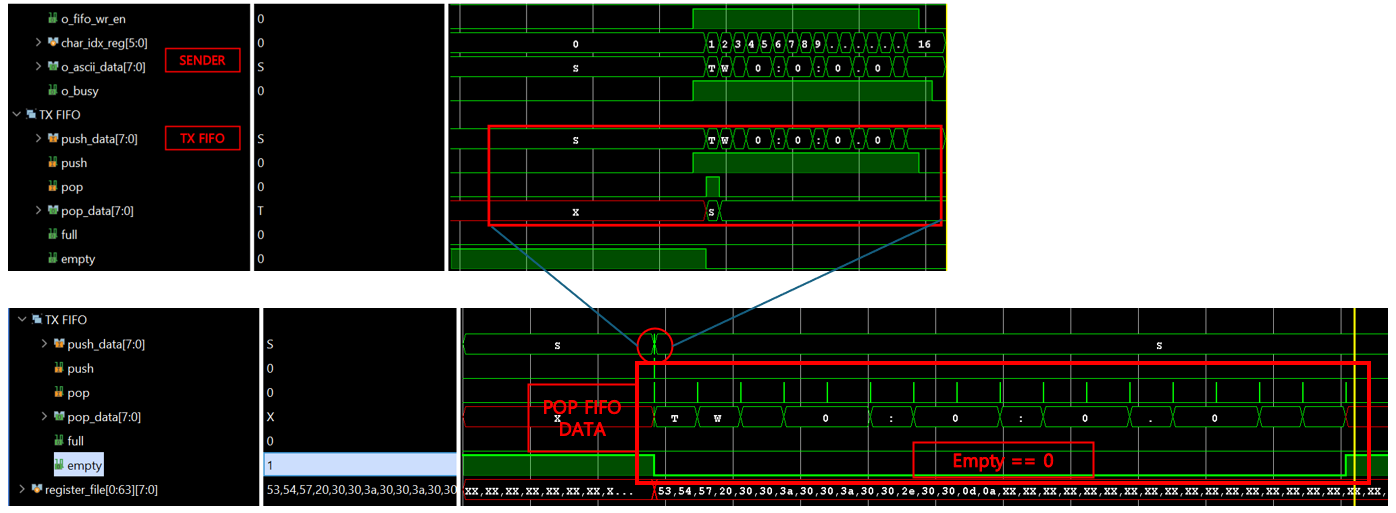 o_fifo_wr_en 0
char_idx_reg[5:0] 0 0 1 2 3 4 5 6 7 8 9 . . . . . . 16
SENDER
o_ascii_data[7:0] S S T W 0 : 0 : 0 . 0
o_busy 0
TX FIFO
TX FIFO
push_data[7:0] S S T W 0 : 0 : 0 . 0
push 0
pop 0
pop_data[7:0] T X S
full 0
empty 0
TX FIFO
push_data[7:0] S S S
push 0
pop 0
pop_data[7:0] X X T W 0 : 0 : 0 . 0
POP FIFO
DATA
full 0
empty 1
Empty == 0
register_file[0:63][7:0] 53,54,57,20,30,30,3a,30,30,3a,30,30 XX,XX,XX,XX,XX,XX,XX,X... 53,54,57,20,30,30,3a,30,30,3a,30,30,2e,30,30,0d,0a,XX,XX,XX,XX,XX,XX,XX,XX,XX,XX,XX,XX,XX,XX,XX,XX,XX,XX,